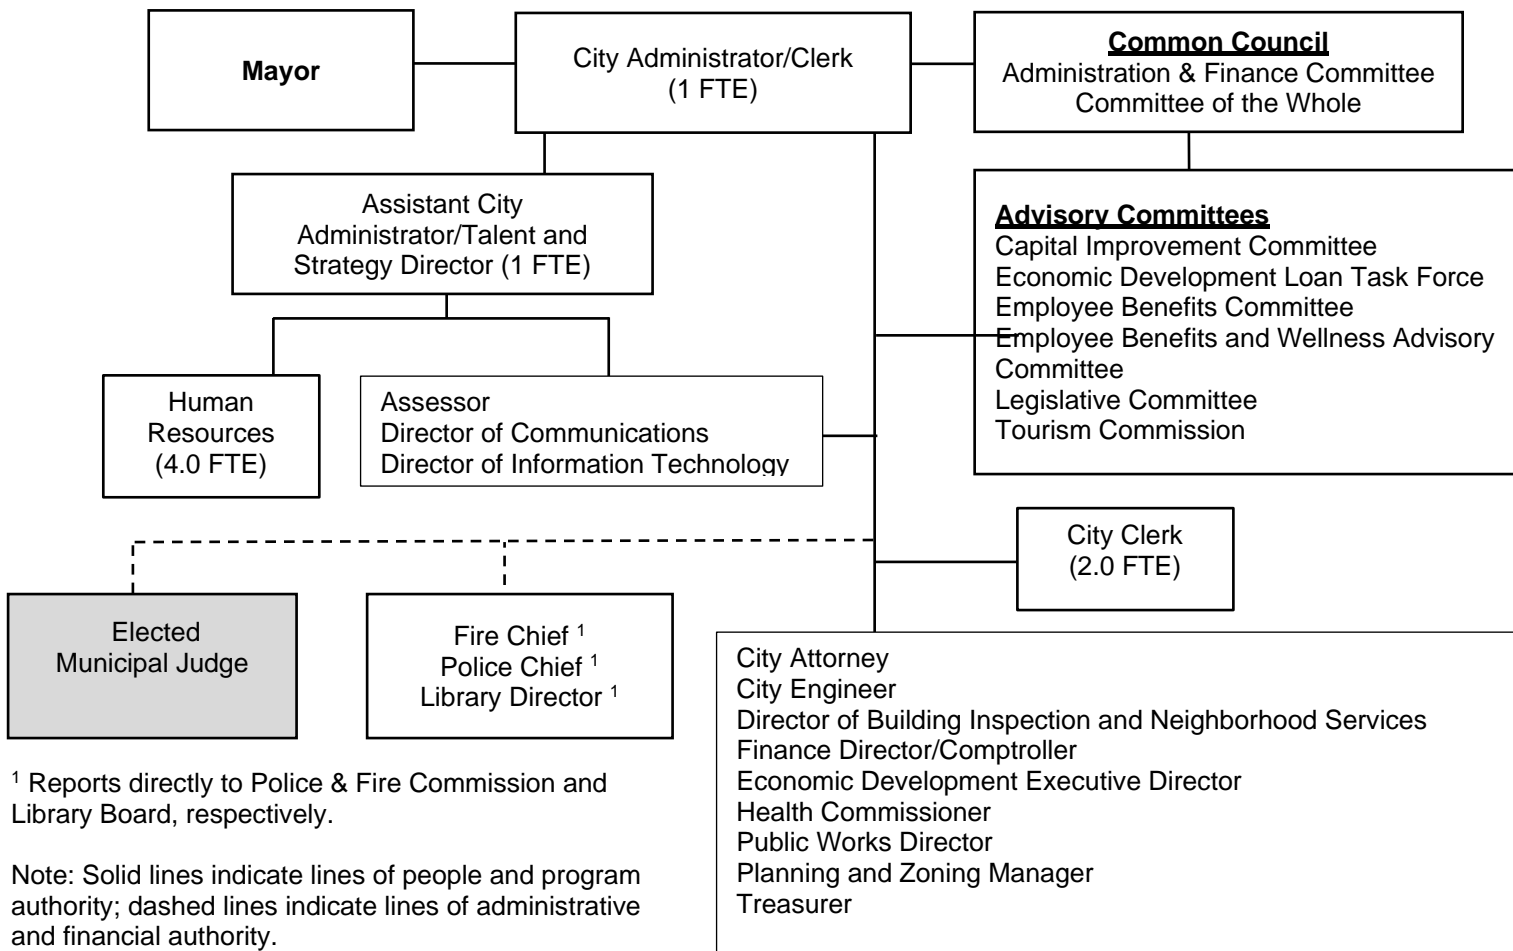 Mayor
City Administrator/Clerk
(1 FTE)
Common Council
Administration & Finance Committee
Committee of the Whole
Assistant City
Administrator/Talent and
Strategy Director (1 FTE)
Advisory Committees
Capital Improvement Committee
Economic Development Loan Task Force
Employee Benefits Committee
Employee Benefits and Wellness Advisory
Committee
Legislative Committee
Tourism Commission
Human
Resources
(4.0 FTE)
Assessor
Director of Communications
Director of Information Technology
City Clerk
(2.0 FTE)
Elected
Municipal Judge
Fire Chief ¹
Police Chief ¹
Library Director ¹
City Attorney
City Engineer
Director of Building Inspection and Neighborhood Services
Finance Director/Comptroller
Economic Development Executive Director
Health Commissioner
Public Works Director
Planning and Zoning Manager
Treasurer
¹ Reports directly to Police & Fire Commission and
Library Board, respectively.
Note: Solid lines indicate lines of people and program
authority; dashed lines indicate lines of administrative
and financial authority.